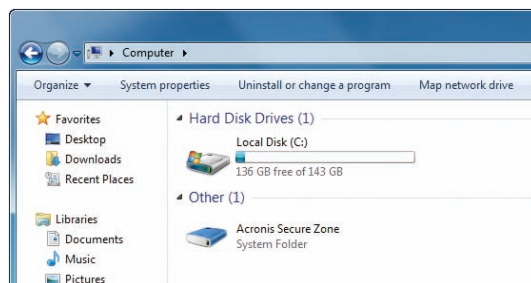 Computer
Organize System properties Uninstall or change a program Map network drive
Favorites
Desktop
Downloads
Recent Places
Libraries
Documents
Music
Pictures
Hard Disk Drives (1)
Local Disk (C:)
136 GB free of 143 GB
Other (1)
Acronis Secure Zone
System Folder